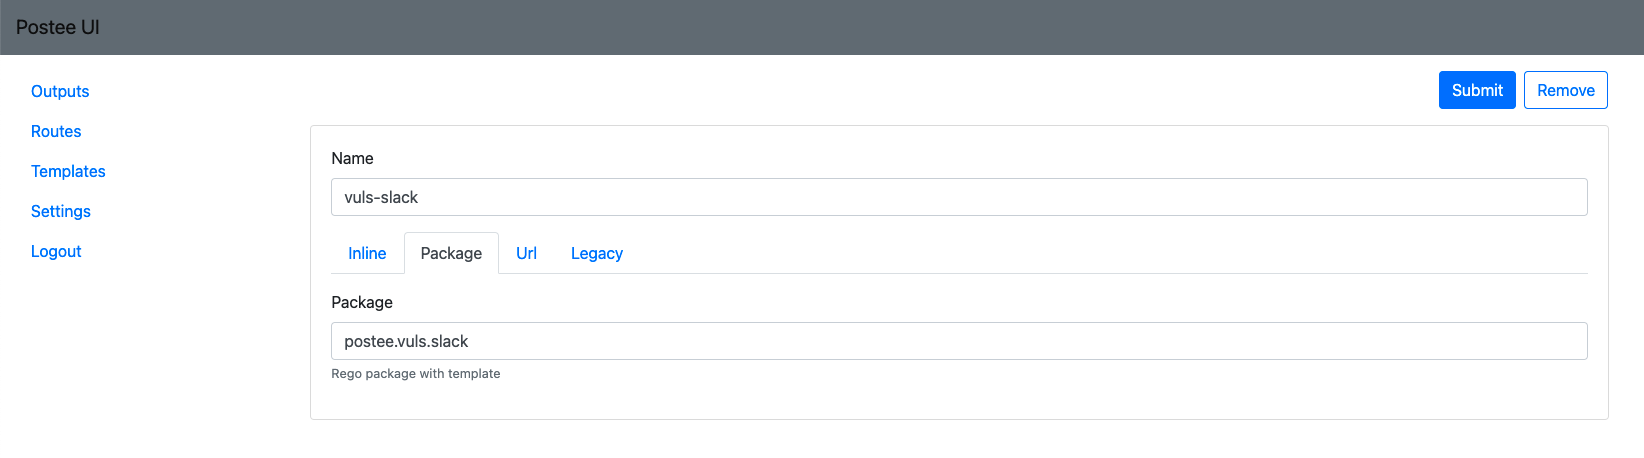 Postee UI
Outputs
Routes
Templates
Settings
Logout
Submit Remove
Name
vuls-slack
Inline Package Url Legacy
Package
postee.vuls.slack
Rego package with template